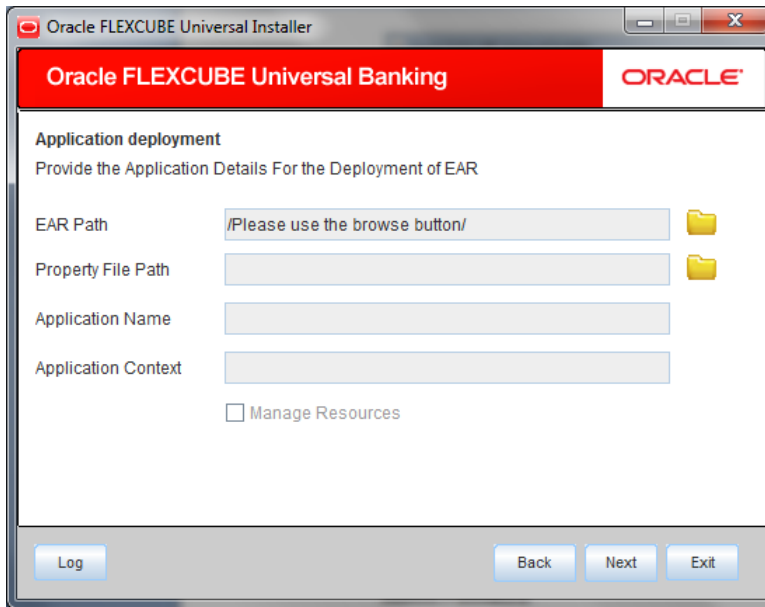 Oracle FLEXCUBE Universal Installer
Oracle FLEXCUBE Universal Banking
ORACLE
Application deployment
Provide the Application Details For the Deployment of EAR
EAR Path /Please use the browse button/
Property File Path
Application Name
Application Context
Manage Resources
Log Back Next Exit